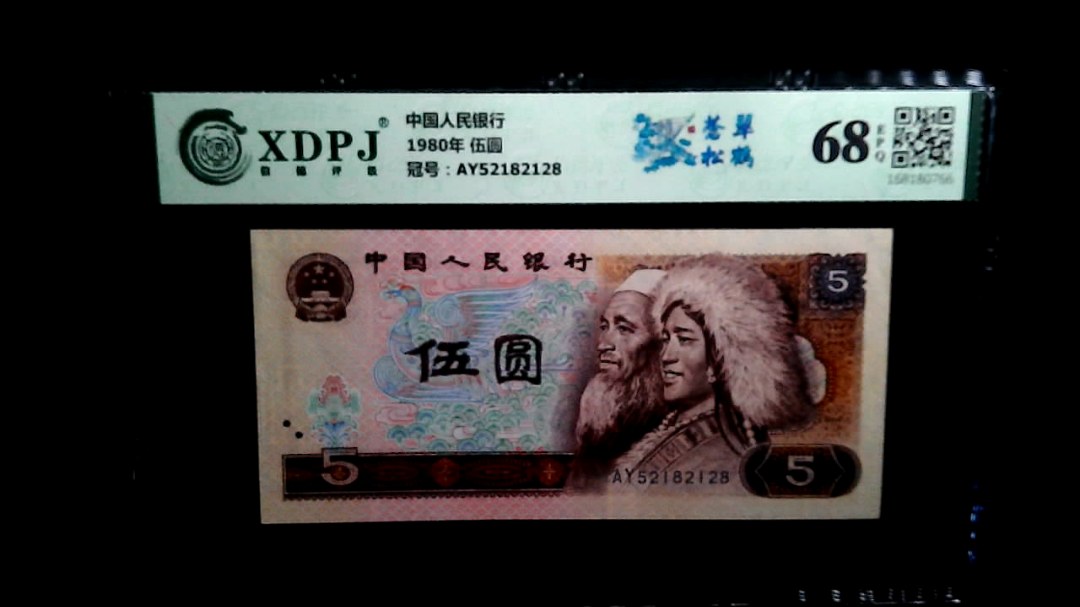 XDPJ®
中国人民银行
1980年 伍圆
冠号：AY52182128
苍翠
松鹤
68
EPQ
168180766
中国人民银行
5
伍圆
5
AY52182128
5